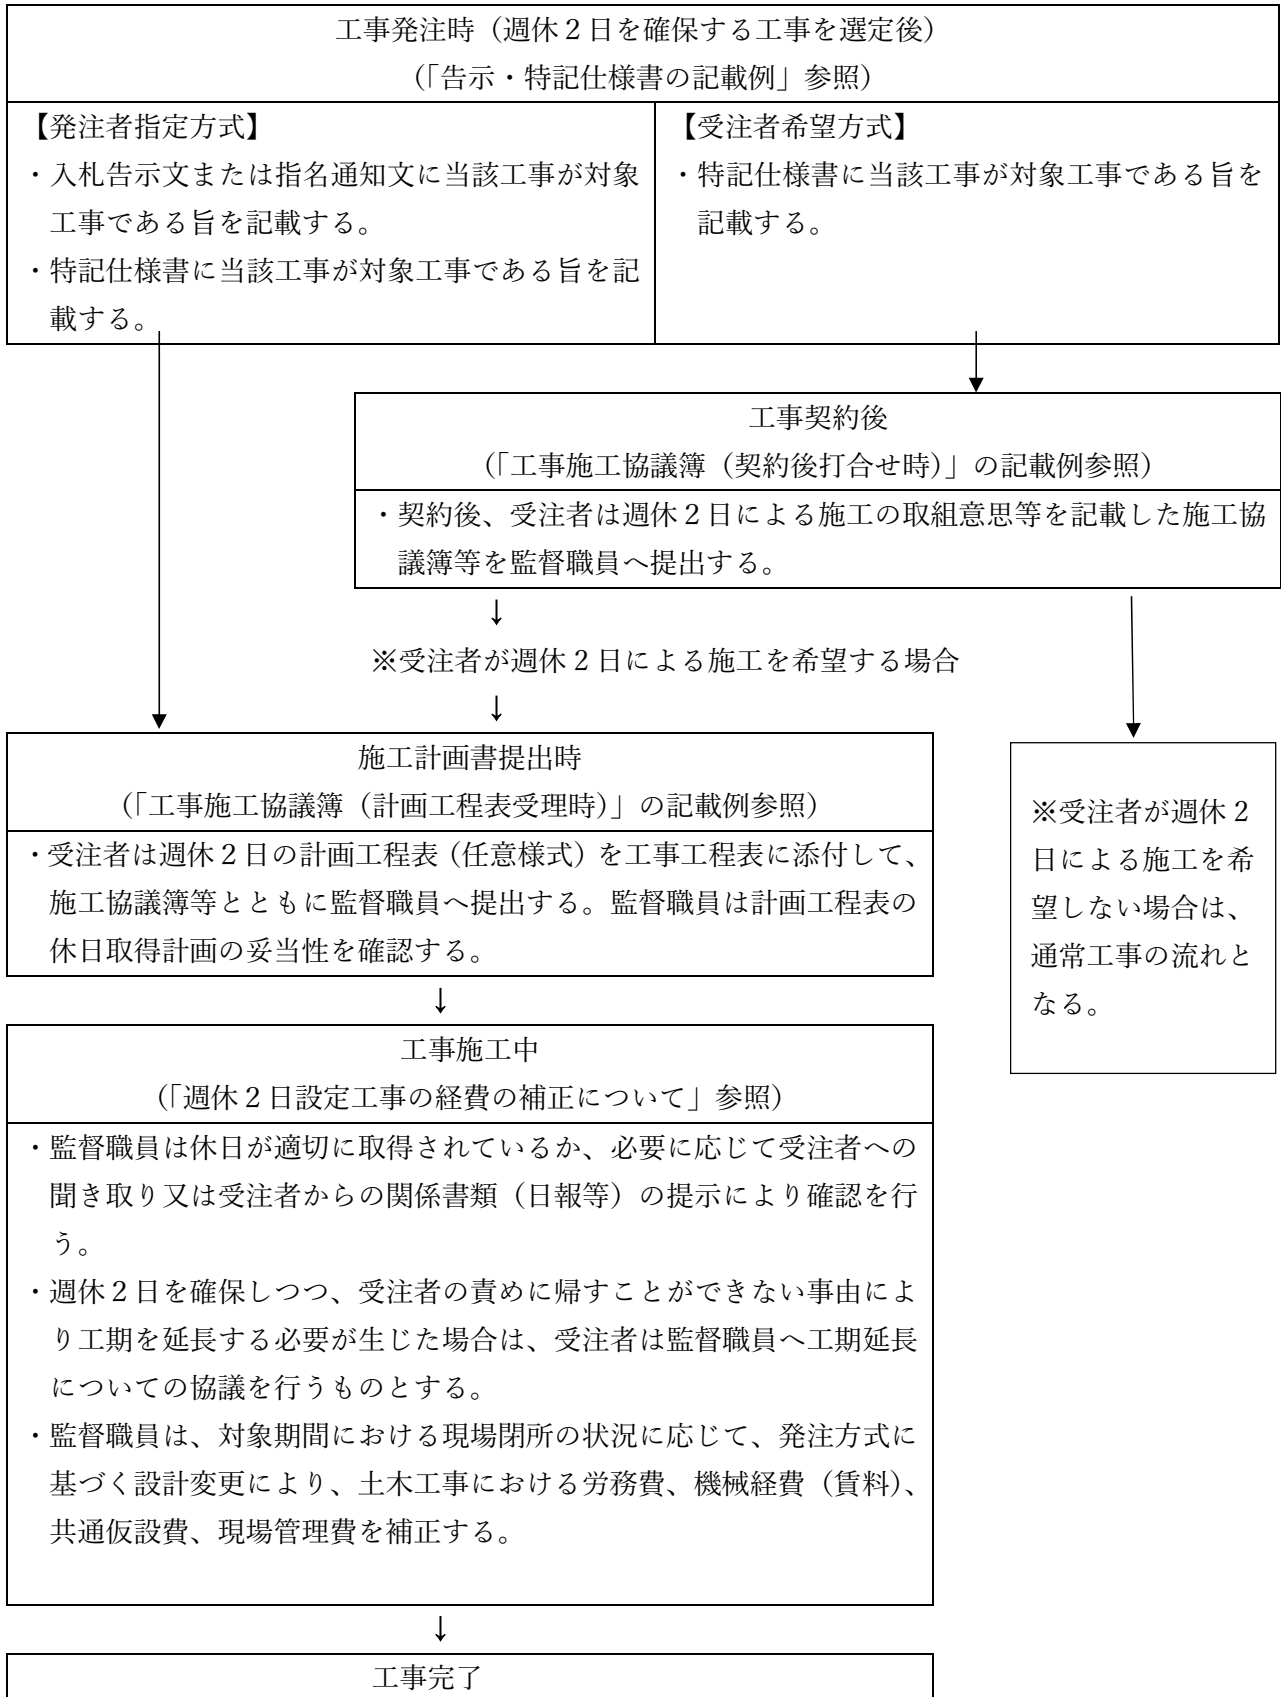 工事発注時（週休２日を確保する工事を選定後）
（「告示・特記仕様書の記載例」参照）
【発注者指定方式】
・入札告示文または指名通知文に当該工事が対象
工事である旨を記載する。
・特記仕様書に当該工事が対象工事である旨を記
載する。
【受注者希望方式】
・特記仕様書に当該工事が対象工事である旨を
記載する。
工事契約後
（「工事施工協議簿（契約後打合せ時）」の記載例参照）
・契約後、受注者は週休２日による施工の取組意思等を記載した施工協
議簿等を監督職員へ提出する。
↓
※受注者が週休２日による施工を希望する場合
↓
施工計画書提出時
（「工事施工協議簿（計画工程表受理時）」の記載例参照）
・受注者は週休２日の計画工程表（任意様式）を工事工程表に添付して、
施工協議簿等とともに監督職員へ提出する。監督職員は計画工程表の
休日取得計画の妥当性を確認する。
※受注者が週休２
日による施工を希
望しない場合は、
通常工事の流れと
なる。
↓
工事施工中
（「週休２日設定工事の経費の補正について」参照）
・監督職員は休日が適切に取得されているか、必要に応じて受注者への
聞き取り又は受注者からの関係書類（日報等）の提示により確認を行
う。
・週休２日を確保しつつ、受注者の責めに帰すことができない事由によ
り工期を延長する必要が生じた場合は、受注者は監督職員へ工期延長
についての協議を行うものとする。
・監督職員は、対象期間における現場閉所の状況に応じて、発注方式に
基づく設計変更により、土木工事における労務費、機械経費（賃料）、
共通仮設費、現場管理費を補正する。
↓
工事完了